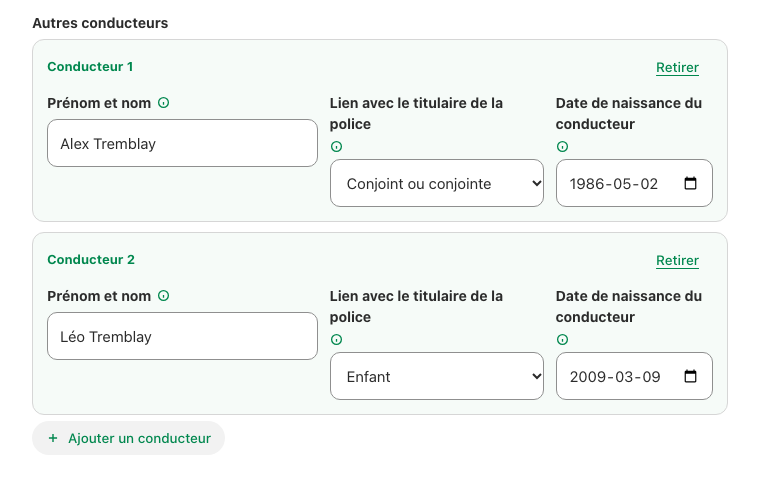 Autres conducteurs
Conducteur 1
Retirer
Prénom et nom
Lien avec le titulaire de la
police
Date de naissance du
conducteur
Alex Tremblay
Conjoint ou conjointe
1986-05-02
Conducteur 2
Retirer
Prénom et nom
Lien avec le titulaire de la
police
Date de naissance du
conducteur
Léo Tremblay
Enfant
2009-03-09
+ Ajouter un conducteur